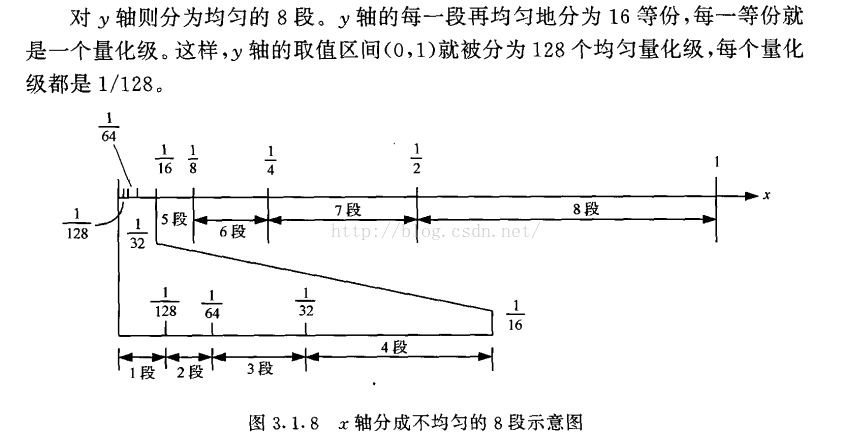 对 y 轴则分为均匀的 8 段。y 轴的每一段再均匀地分为 16 等份,每一等份就
是一个量化级。这样,y 轴的取值区间(0,1)就被分为 128 个均匀量化级,每个量化
级都是 1/128。
1/64
1/16 1/8 1/4 1/2 1
x
1/128 1/32 5 段 6 段 7 段 8 段
http://blog.csdn.net/
1/128 1/64 1/32 1/16
1 段 2 段 3 段 4 段
图 3.1.8 x 轴分成不均匀的 8 段示意图